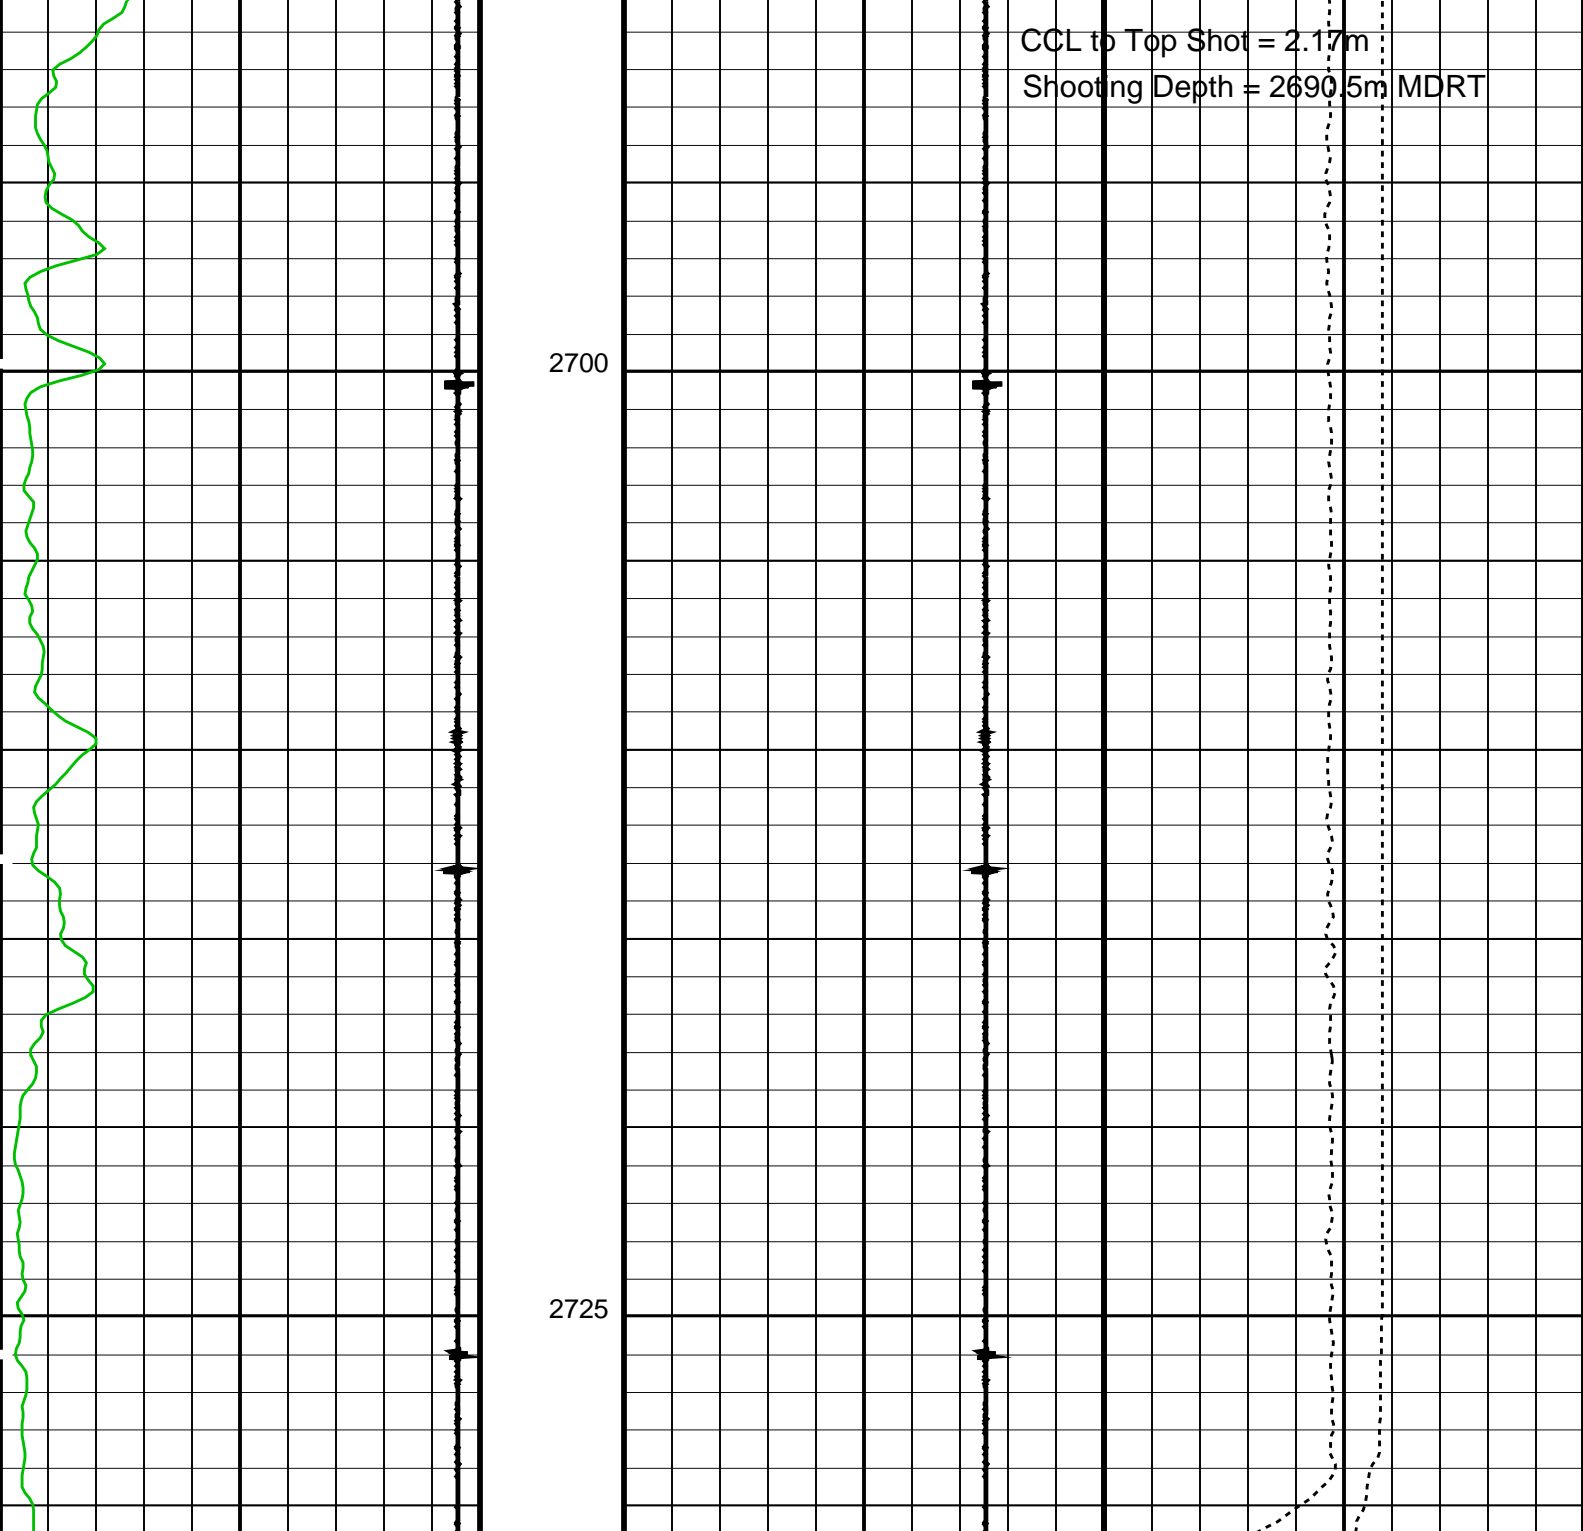 CCL to Top Shot = 2.17m
Shooting Depth = 2690.5m MDRT
2700
2725